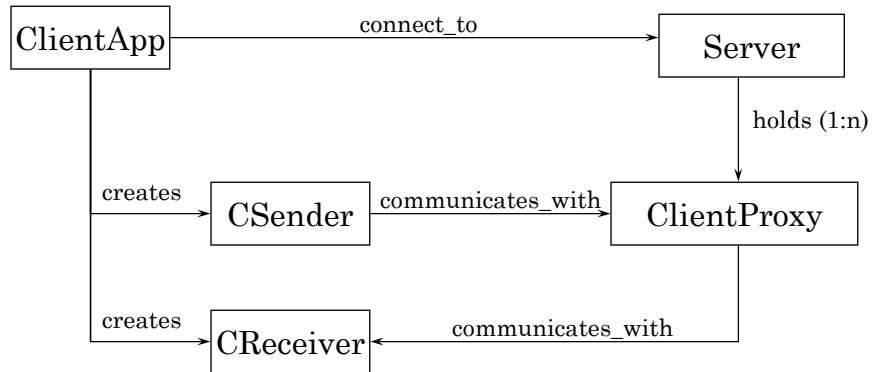 ClientApp
connect_to
Server
holds (1:n)
creates
CSender
communicates_with
ClientProxy
creates
CReceiver
communicates_with